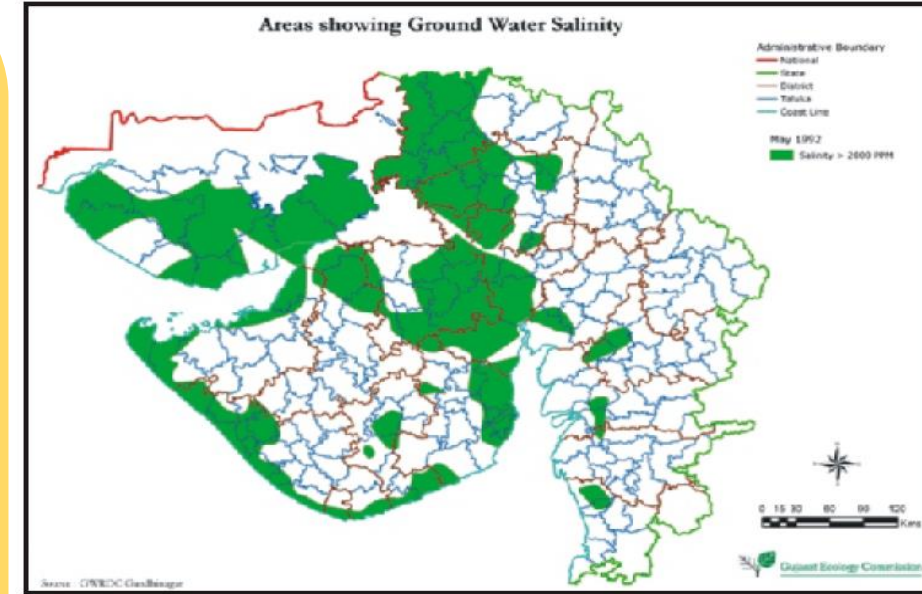 Areas showing Ground Water Salinity
Administrative Boundary
National
State
District
Taluka
Coast Line
May 1992
Salinity > 2000 PPM
0 15 30 60 90 120
Kms
Gujarat Ecology Commission
Source : GWRDC Gandhinagar